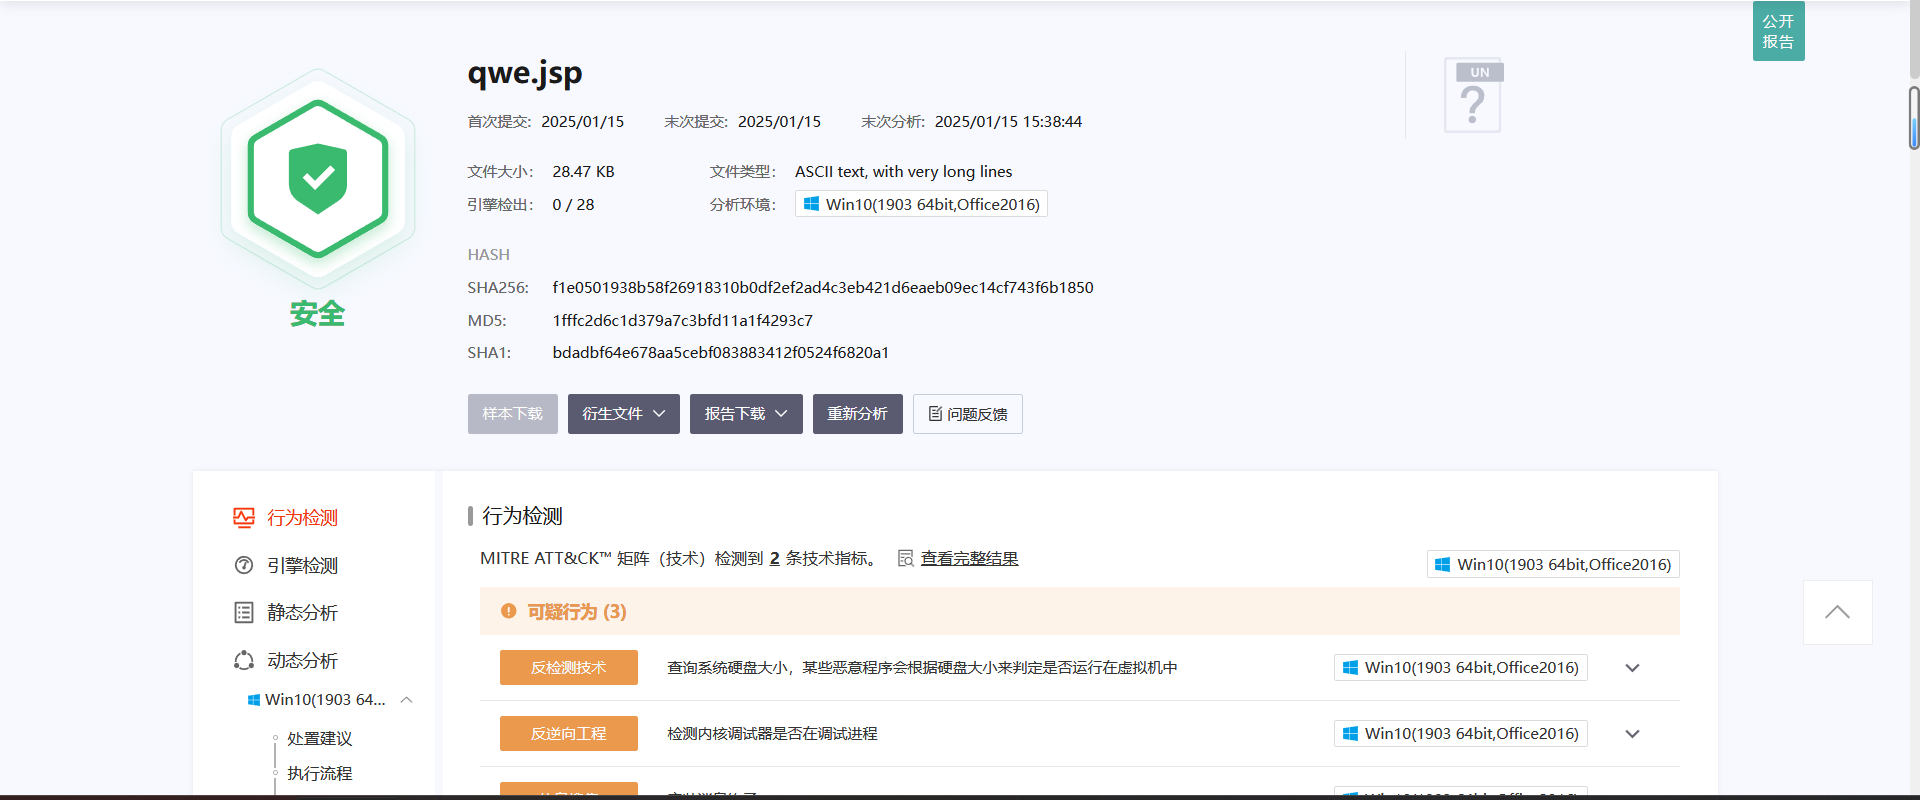 公开
报告
qwe.jsp
UN
首次提交: 2025/01/15 末次提交: 2025/01/15 末次分析: 2025/01/15 15:38:44
文件大小: 28.47 KB 文件类型: ASCII text, with very long lines
引擎检出: 0 / 28 分析环境: Win10(1903 64bit,Office2016)
HASH
SHA256: f1e0501938b58f26918310b0df2ef2ad4c3eb421d6eaeb09ec14cf743f6b1850
安全
MD5: 1fffc2d6c1d379a7c3bfd11a1f4293c7
SHA1: bdadbf64e678aa5cebf083883412f0524f6820a1
样本下载 衍生文件 报告下载 重新分析 问题反馈
行为检测
引擎检测
静态分析
动态分析
Win10(1903 64...
处置建议
执行流程
行为检测
MITRE ATT&CK™ 矩阵（技术）检测到 2 条技术指标。 查看完整结果 Win10(1903 64bit,Office2016)
可疑行为 (3)
反检测技术 查询系统硬盘大小，某些恶意程序会根据硬盘大小来判定是否运行在虚拟机中 Win10(1903 64bit,Office2016)
反逆向工程 检测内核调试器是否在调试进程 Win10(1903 64bit,Office2016)